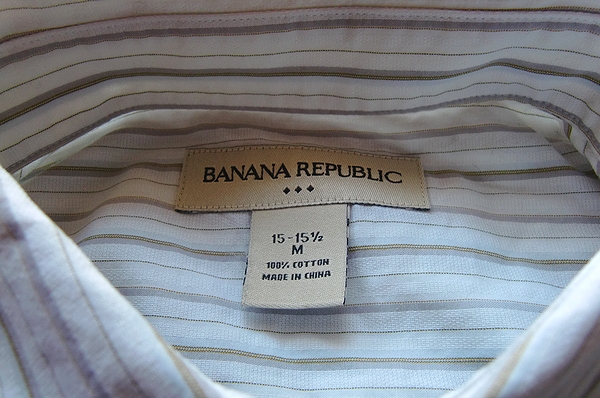 BANANA REPUBLIC
15-15½
M
100% COTTON
MADE IN CHINA